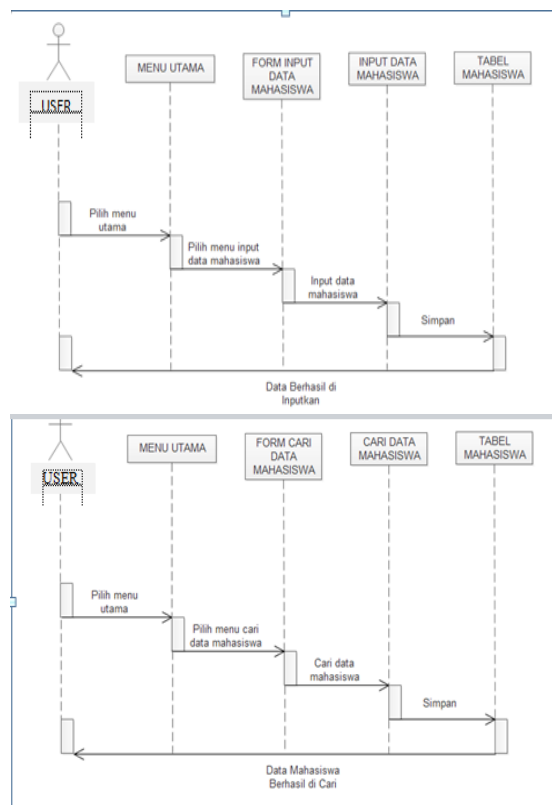 USER
MENU UTAMA
FORM INPUT
DATA
MAHASISWA
INPUT DATA
MAHASISWA
TABEL
MAHASISWA
Pilih menu
utama
Pilih menu input
data mahasiswa
Input data
mahasiswa
Simpan
Data Berhasil di
Inputkan
USER
MENU UTAMA
FORM CARI
DATA
MAHASISWA
CARI DATA
MAHASISWA
TABEL
MAHASISWA
Pilih menu
utama
Pilih menu cari
data mahasiswa
Cari data
mahasiswa
Simpan
Data Mahasiswa
Berhasil di Cari